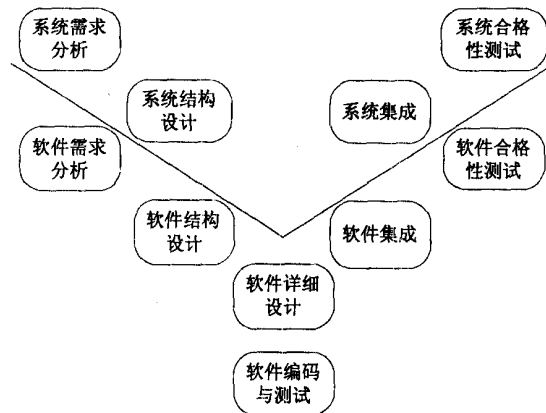 系统需求
分析
系统合格
性测试
系统结构
设计
系统集成
软件需求
分析
软件合格
性测试
软件结构
设计
软件集成
软件详细
设计
软件编码
与测试